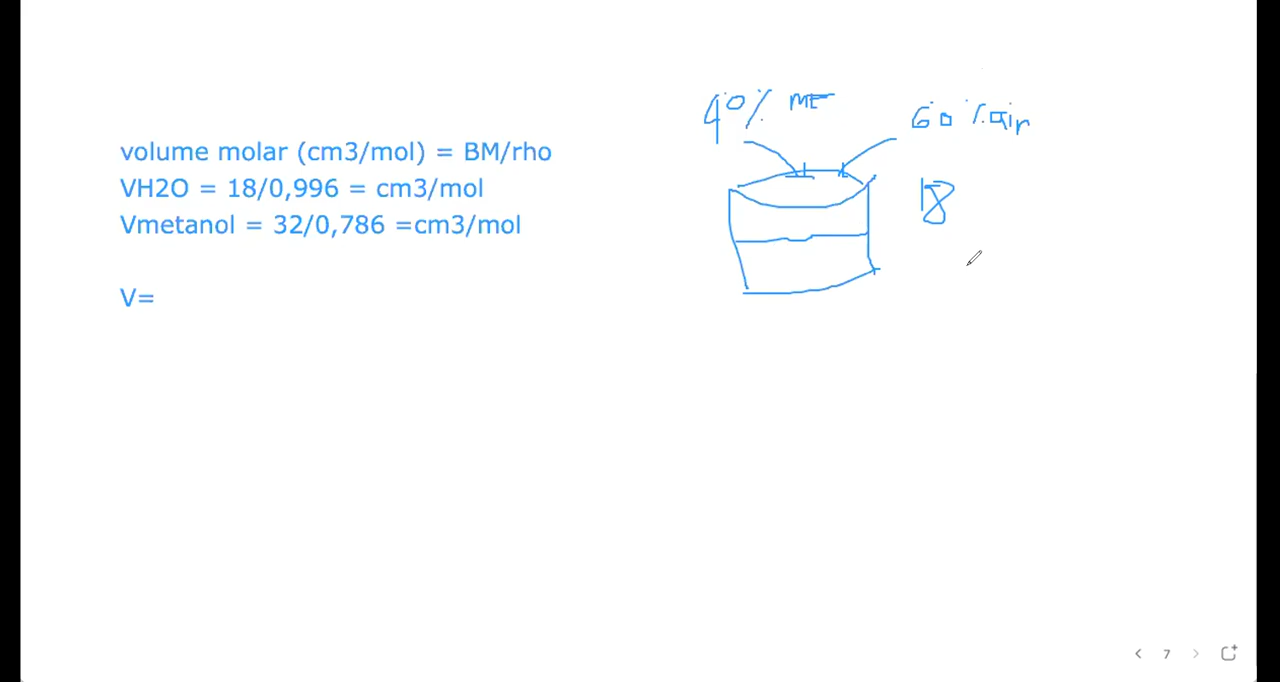 volume molar (cm3/mol) = BM/rho
VH2O = 18/0,996 = cm3/mol
Vmetanol = 32/0,786 =cm3/mol
V=
40% ME
60 % air
18
7